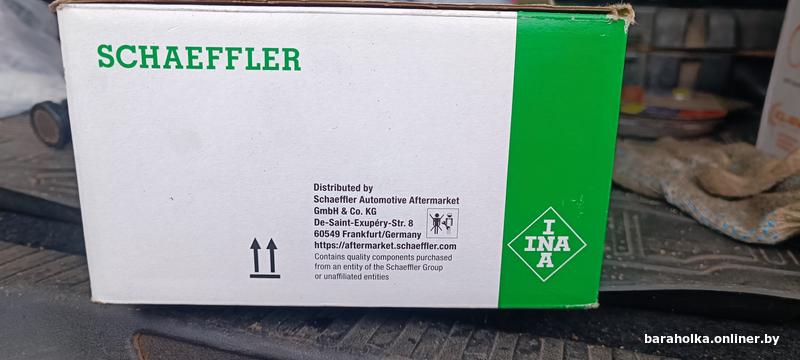 SCHAEFFLER
Distributed by
Schaeffler Automotive Aftermarket
GmbH & Co. KG
De-Saint-Exupéry-Str. 8
60549 Frankfurt/Germany
https://aftermarket.schaeffler.com
Contains quality components purchased
from an entity of the Schaeffler Group
or unaffiliated entities
I
INA
A
baraholka.onliner.by